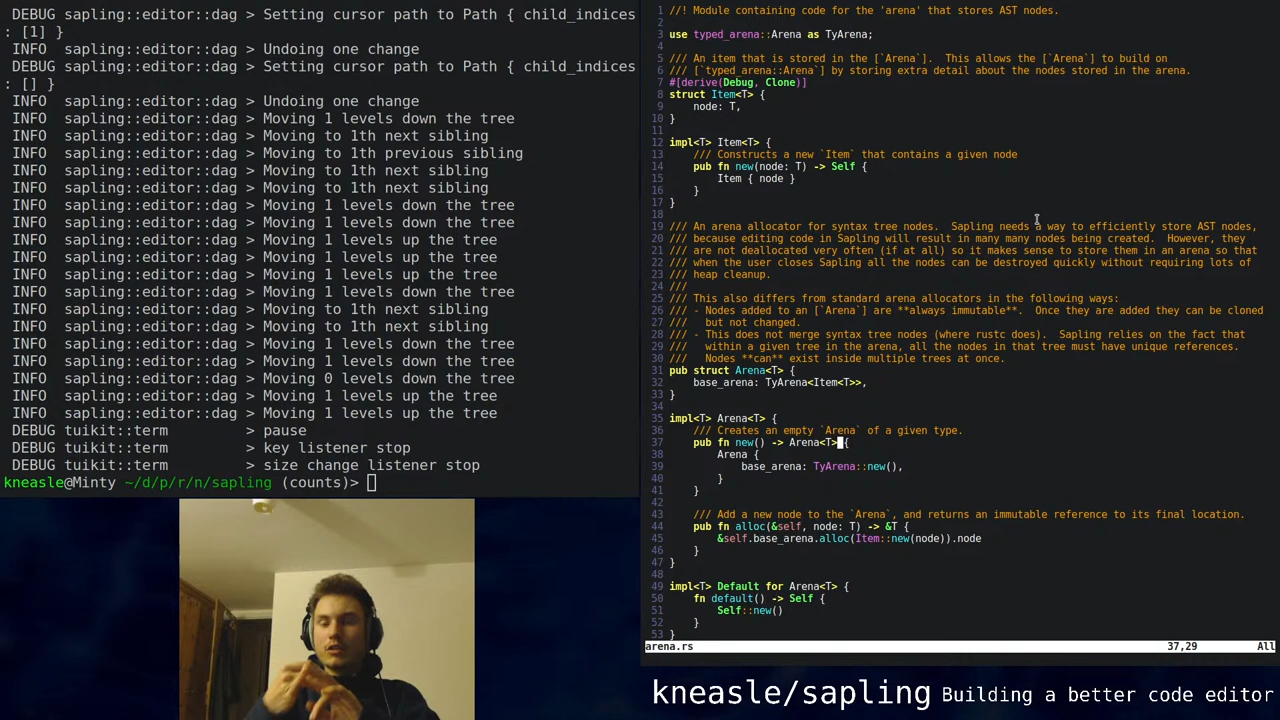 DEBUG sapling::editor::dag > Setting cursor path to Path { child_indices
: [1] }
INFO  sapling::editor::dag > Undoing one change
DEBUG sapling::editor::dag > Setting cursor path to Path { child_indices
: [] }
INFO  sapling::editor::dag > Undoing one change
INFO  sapling::editor::dag > Moving 1 levels down the tree
INFO  sapling::editor::dag > Moving to 1th next sibling
INFO  sapling::editor::dag > Moving to 1th previous sibling
INFO  sapling::editor::dag > Moving to 1th next sibling
INFO  sapling::editor::dag > Moving to 1th next sibling
INFO  sapling::editor::dag > Moving 1 levels down the tree
INFO  sapling::editor::dag > Moving 1 levels down the tree
INFO  sapling::editor::dag > Moving 1 levels up the tree
INFO  sapling::editor::dag > Moving 1 levels up the tree
INFO  sapling::editor::dag > Moving 1 levels up the tree
INFO  sapling::editor::dag > Moving 1 levels down the tree
INFO  sapling::editor::dag > Moving to 1th next sibling
INFO  sapling::editor::dag > Moving to 1th next sibling
INFO  sapling::editor::dag > Moving 1 levels down the tree
INFO  sapling::editor::dag > Moving 1 levels down the tree
INFO  sapling::editor::dag > Moving 0 levels down the tree
INFO  sapling::editor::dag > Moving 1 levels up the tree
INFO  sapling::editor::dag > Moving 1 levels up the tree
DEBUG tuikit::term         > pause
DEBUG tuikit::term         > key listener stop
DEBUG tuikit::term         > size change listener stop
kneasle@Minty ~/d/p/r/n/sapling (counts)>
1 //! Module containing code for the 'arena' that stores AST nodes.
2
3 use typed_arena::Arena as TyArena;
4
5 /// An item that is stored in the [`Arena`].  This allows the [`Arena`] to build on
6 /// [`typed_arena::Arena`] by storing extra detail about the nodes stored in the arena.
7 #[derive(Debug, Clone)]
8 struct Item<T> {
9     node: T,
10 }
11
12 impl<T> Item<T> {
13     /// Constructs a new `Item` that contains a given node
14     pub fn new(node: T) -> Self {
15         Item { node }
16     }
17 }
18
19 /// An arena allocator for syntax tree nodes.  Sapling needs a way to efficiently store AST nodes,
20 /// because editing code in Sapling will result in many many nodes being created.  However, they
21 /// are not deallocated very often (if at all) so it makes sense to store them in an arena so that
22 /// when the user closes Sapling all the nodes can be destroyed quickly without requiring lots of
23 /// heap cleanup.
24 ///
25 /// This also differs from standard arena allocators in the following ways:
26 /// - Nodes added to an [`Arena`] are **always immutable**.  Once they are added they can be cloned
27 ///   but not changed.
28 /// - This does not merge syntax tree nodes (where rustc does).  Sapling relies on the fact that
29 ///   within a given tree in the arena, all the nodes in that tree must have unique references.
30 ///   Nodes **can** exist inside multiple trees at once.
31 pub struct Arena<T> {
32     base_arena: TyArena<Item<T>>,
33 }
34
35 impl<T> Arena<T> {
36     /// Creates an empty `Arena` of a given type.
37     pub fn new() -> Arena<T> {
38         Arena {
39             base_arena: TyArena::new(),
40         }
41     }
42
43     /// Add a new node to the `Arena`, and returns an immutable reference to its final location.
44     pub fn alloc(&self, node: T) -> &T {
45         &self.base_arena.alloc(Item::new(node)).node
46     }
47 }
48
49 impl<T> Default for Arena<T> {
50     fn default() -> Self {
51         Self::new()
52     }
53 }
arena.rs 37,29 All
kneasle/sapling Building a better code editor